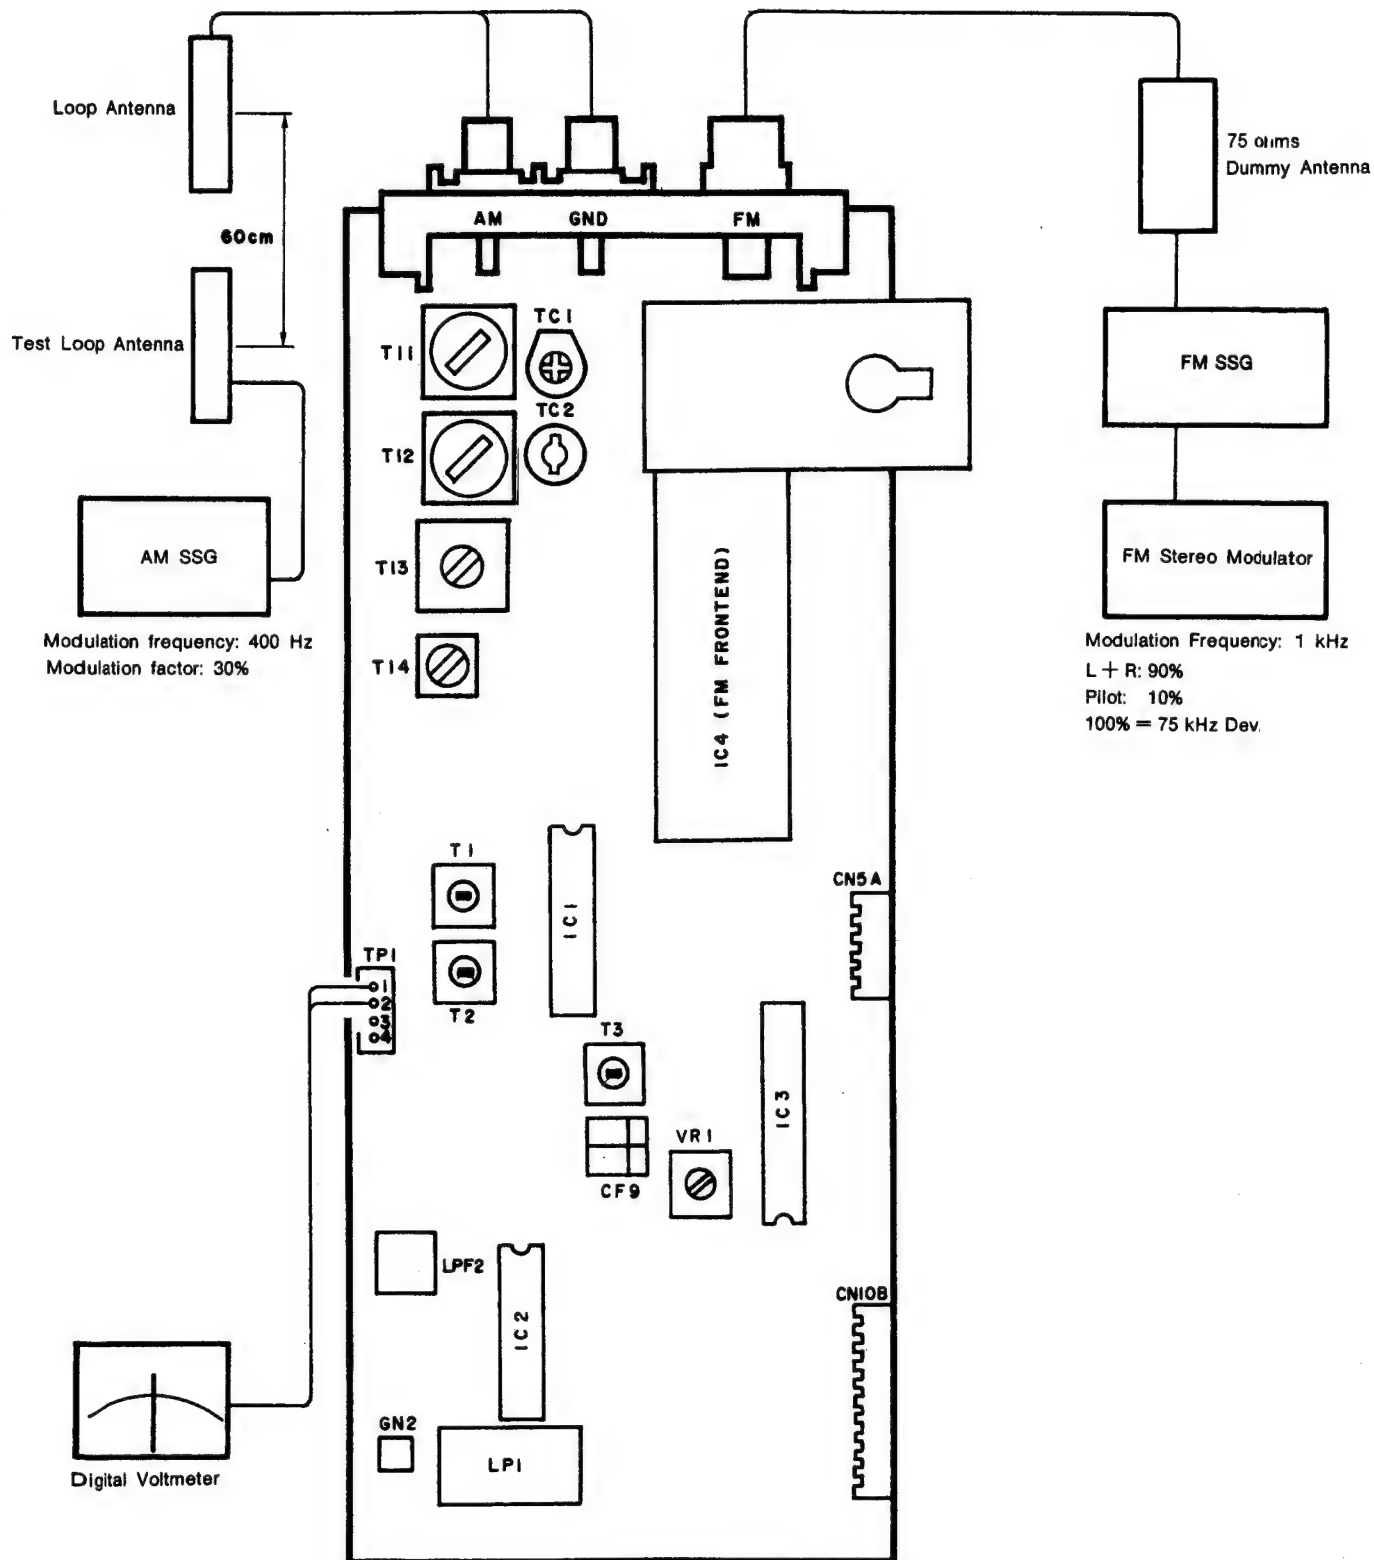 Loop Antenna
60cm
Test Loop Antenna
AM SSG
Modulation frequency: 400 Hz
Modulation factor: 30%
AM
GND
FM
75 ohms
Dummy Antenna
FM SSG
FM Stereo Modulator
Modulation Frequency: 1 kHz
L + R: 90%
Pilot: 10%
100% = 75 kHz Dev.
T11
TC1
T12
TC2
T13
T14
IC4 (FM FRONTEND)
T1
IC1
CN5A
TP1
1
2
3
4
T2
T3
IC3
VR1
CF9
LPF2
IC2
CN10B
GN2
LP1
Digital Voltmeter